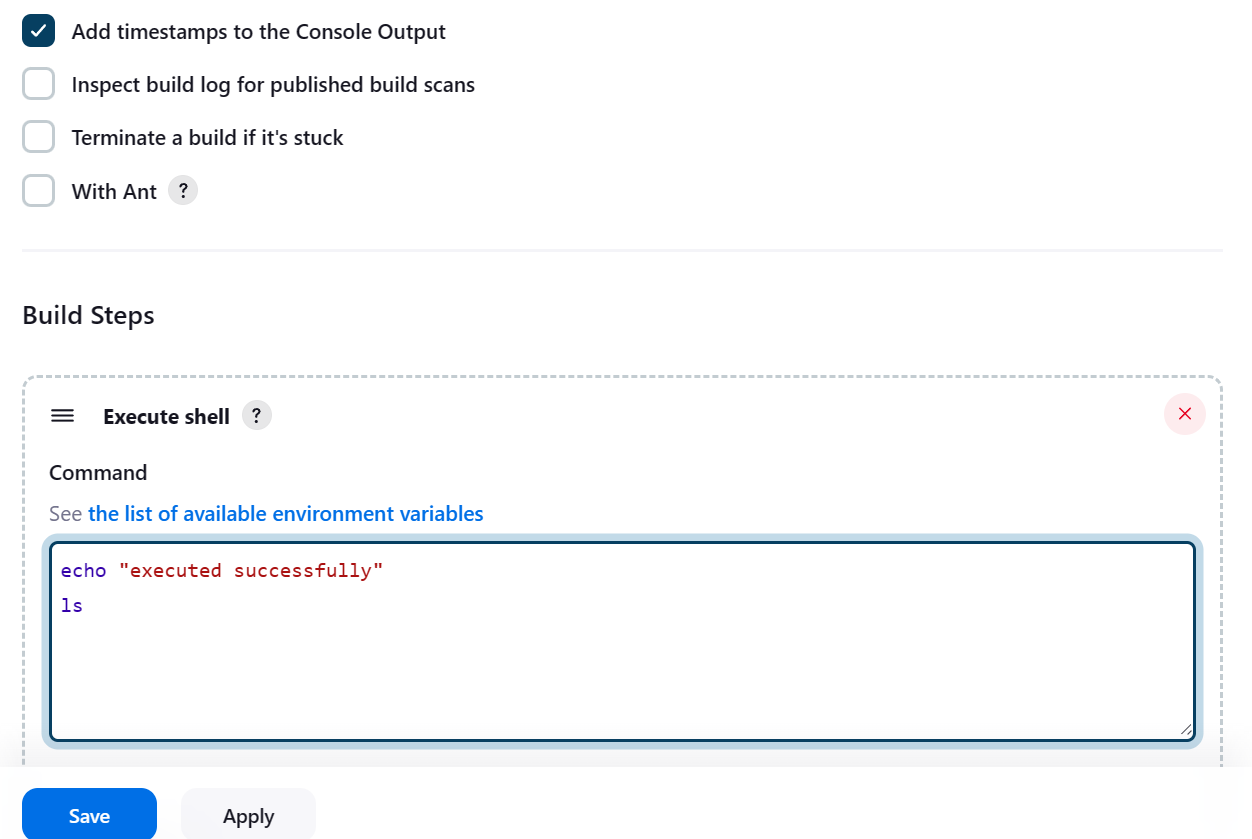 Add timestamps to the Console Output
Inspect build log for published build scans
Terminate a build if it's stuck
With Ant ?
Build Steps
Execute shell ?
Command
See the list of available environment variables
echo "executed successfully"
ls
Save Apply